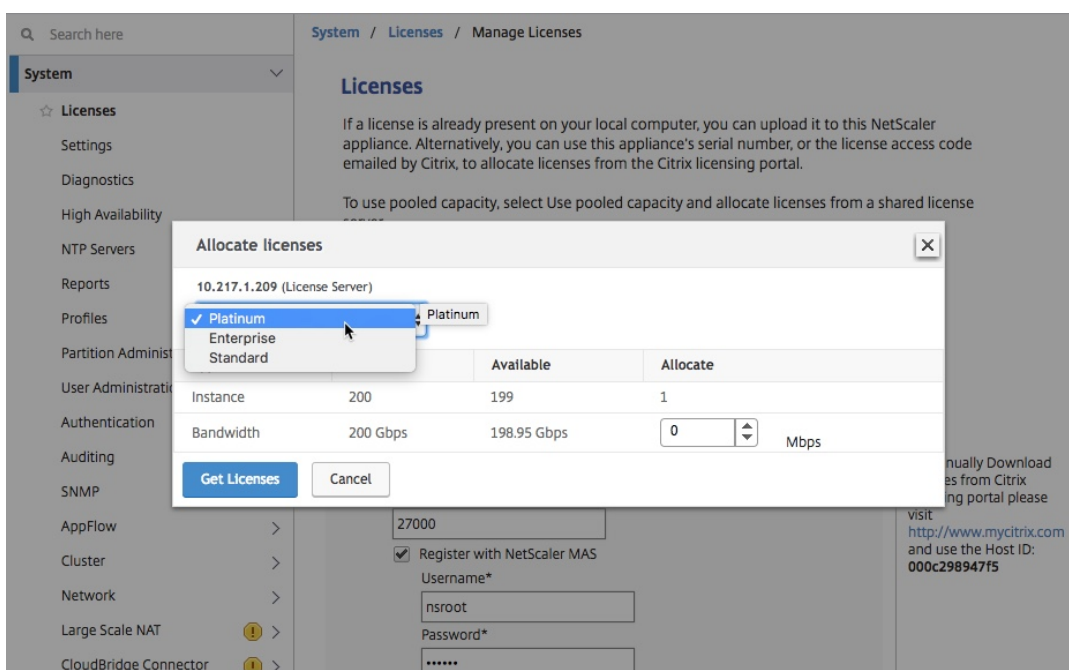 Search here
System / Licenses / Manage Licenses
System
Licenses
Licenses
Settings
Diagnostics
High Availability
NTP Servers
Reports
Profiles
Partition Administ
User Administratio
Authentication
Auditing
SNMP
AppFlow
Cluster
Network
Large Scale NAT
CloudBridge Connector
If a license is already present on your local computer, you can upload it to this NetScaler
appliance. Alternatively, you can use this appliance's serial number, or the license access code
emailed by Citrix, to allocate licenses from the Citrix licensing portal.
To use pooled capacity, select Use pooled capacity and allocate licenses from a shared license
Allocate licenses
10.217.1.209 (License Server)
✓ Platinum
Platinum
Enterprise
Standard
Available Allocate
Instance 200 199 1
Bandwidth 200 Gbps 198.95 Gbps 0 Mbps
Get Licenses Cancel
27000
Register with NetScaler MAS
Username*
nsroot
Password*
••••••
nually Download
es from Citrix
ing portal please
visit
http://www.mycitrix.com
and use the Host ID:
000c298947f5